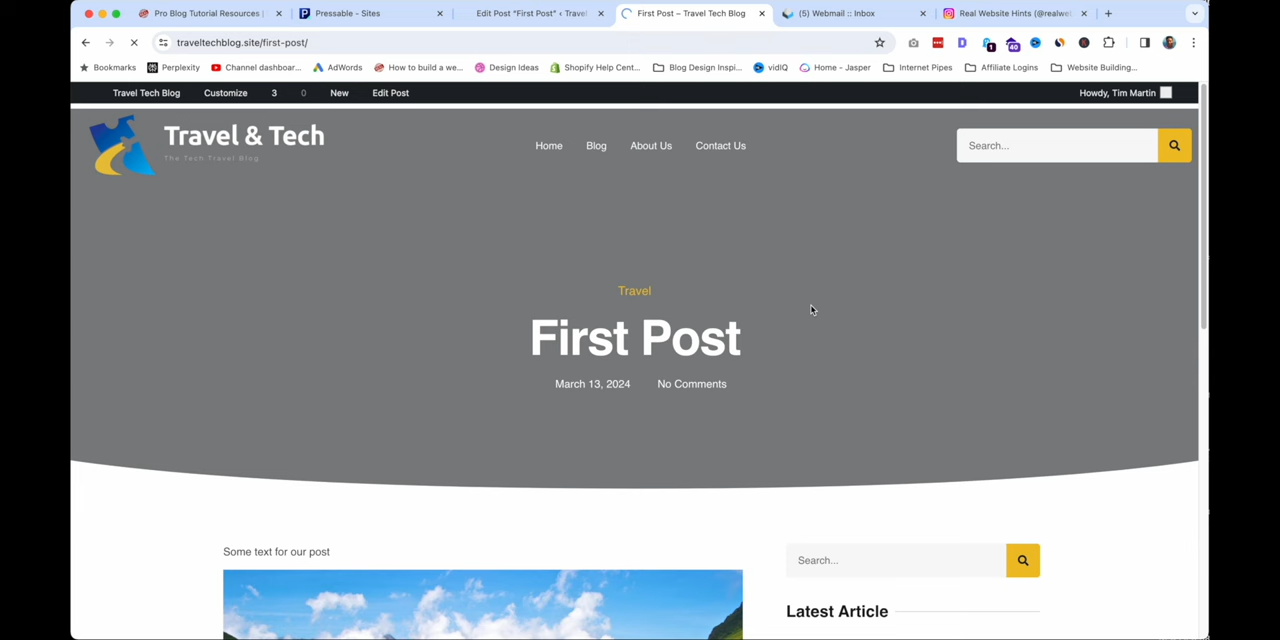 Pro Blog Tutorial Resources |
Pressable - Sites
Edit Post "First Post" ‹ Travel
First Post – Travel Tech Blog
(5) Webmail :: Inbox
Real Website Hints (@realwet
traveltechblog.site/first-post/
1
40
Bookmarks
Perplexity
Channel dashboar...
AdWords
How to build a we...
Design Ideas
Shopify Help Cent...
Blog Design Inspi...
vidIQ
Home - Jasper
Internet Pipes
Affiliate Logins
Website Building...
Travel Tech Blog
Customize
3
0
New
Edit Post
Howdy, Tim Martin
Travel & Tech
The Tech Travel Blog
Home
Blog
About Us
Contact Us
Search...
Travel
First Post
March 13, 2024
No Comments
Some text for our post
Search...
Latest Article